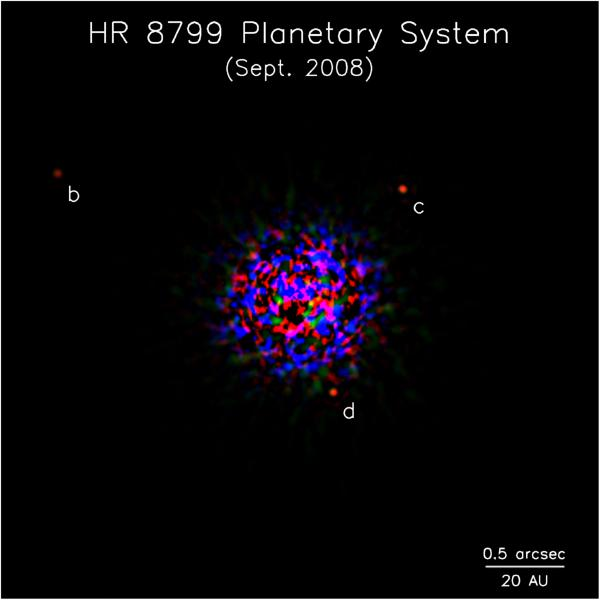 HR 8799 Planetary System
(Sept. 2008)
b
c
d
0.5 arcsec
20 AU